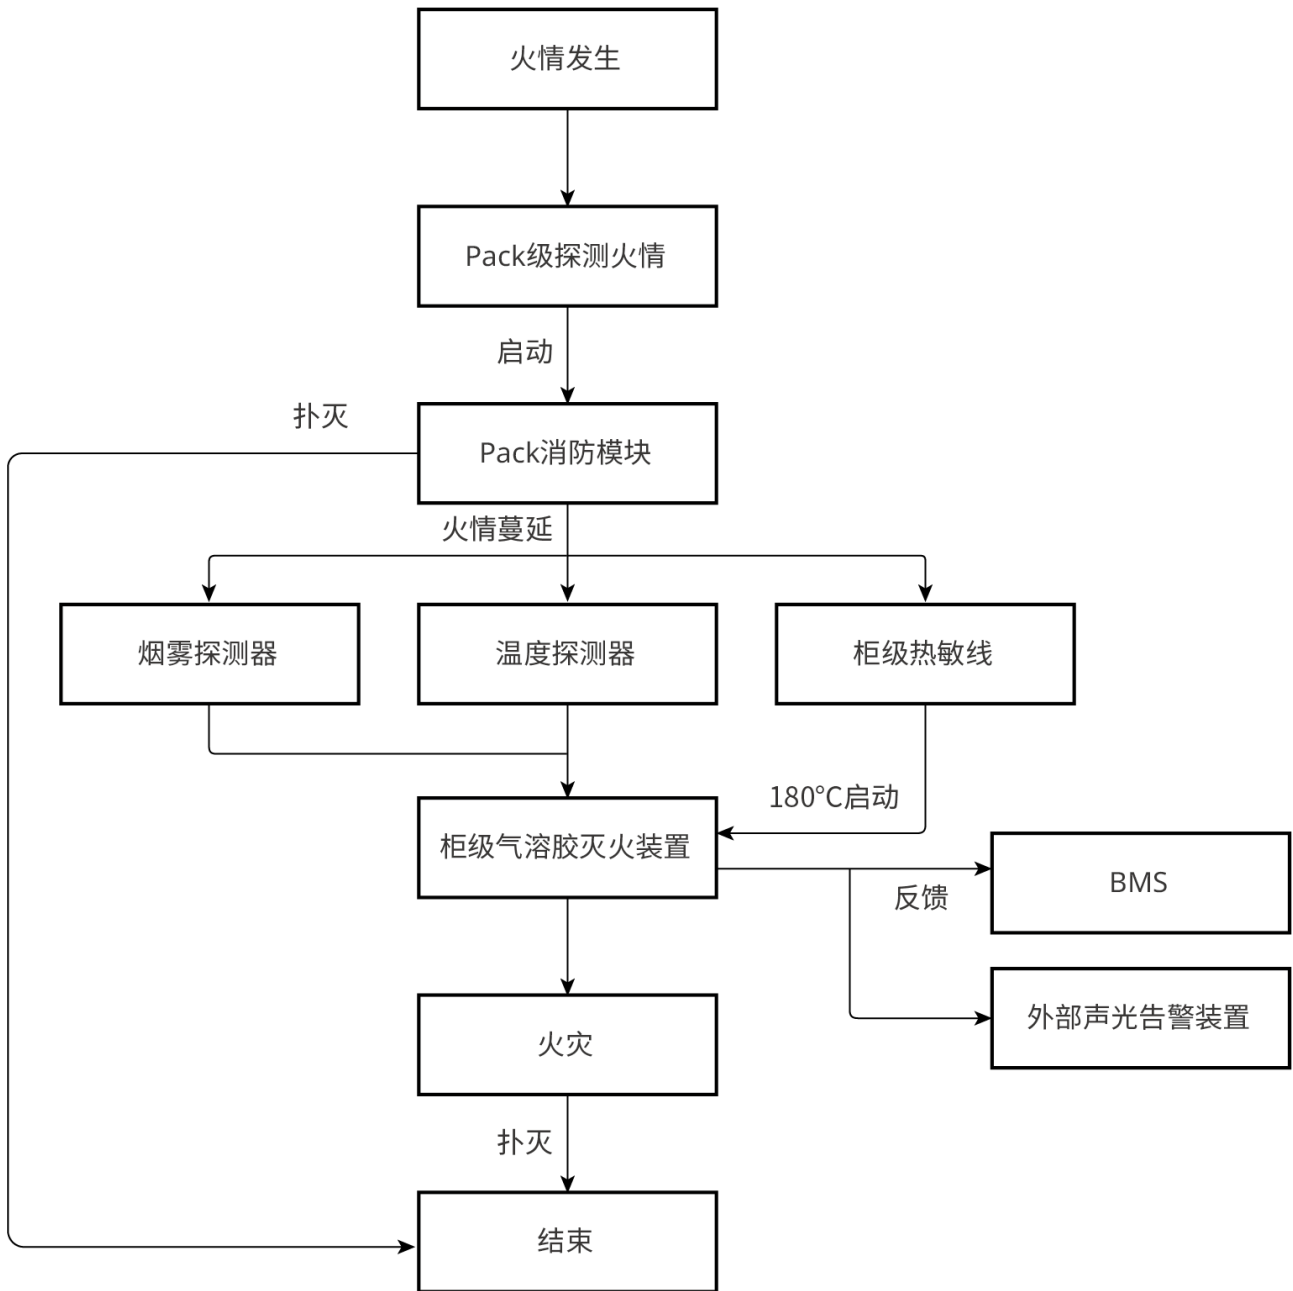 火情发生
Pack级探测火情
启动
扑灭
Pack消防模块
火情蔓延
烟雾探测器
温度探测器
柜级热敏线
180℃启动
柜级气溶胶灭火装置
反馈
BMS
外部声光告警装置
火灾
扑灭
结束